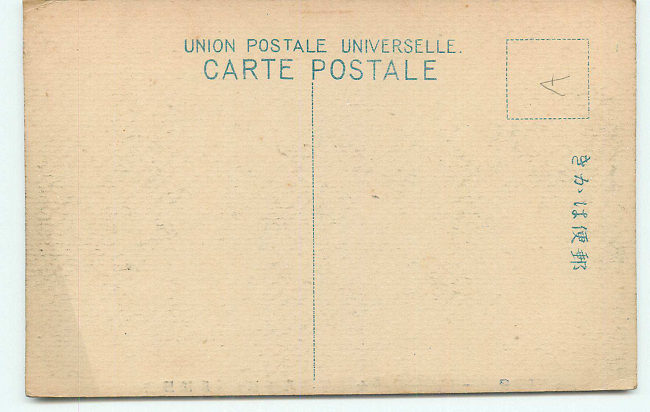 UNION POSTALE UNIVERSELLE.
CARTE POSTALE
A
きかは便郵